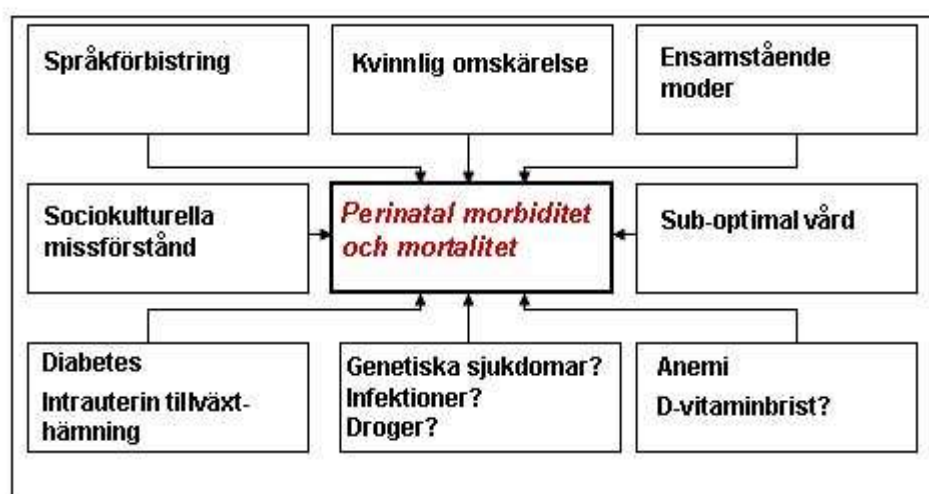 Språkförbistring
Kvinnlig omskärelse
Ensamstående
moder
Sociokulturella
missförstånd
Perinatal morbiditet
och mortalitet
Sub-optimal vård
Diabetes
Intrauterin tillväxt-
hämning
Genetiska sjukdomar?
Infektioner?
Droger?
Anemi
D-vitaminbrist?